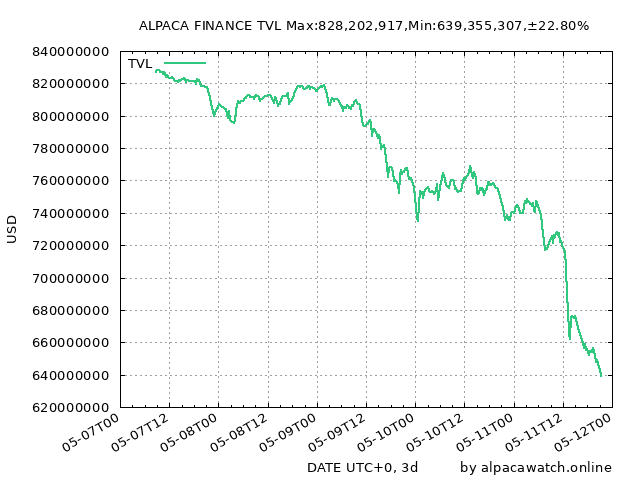 ALPACA FINANCE TVL Max:828,202,917,Min:639,355,307,±22.80%
TVL
840000000
820000000
800000000
780000000
760000000
740000000
720000000
700000000
680000000
660000000
640000000
620000000
USD
05-07T00
05-07T12
05-08T00
05-08T12
05-09T00
05-09T12
05-10T00
05-10T12
05-11T00
05-11T12
05-12T00
DATE UTC+0, 3d
by alpacawatch.online